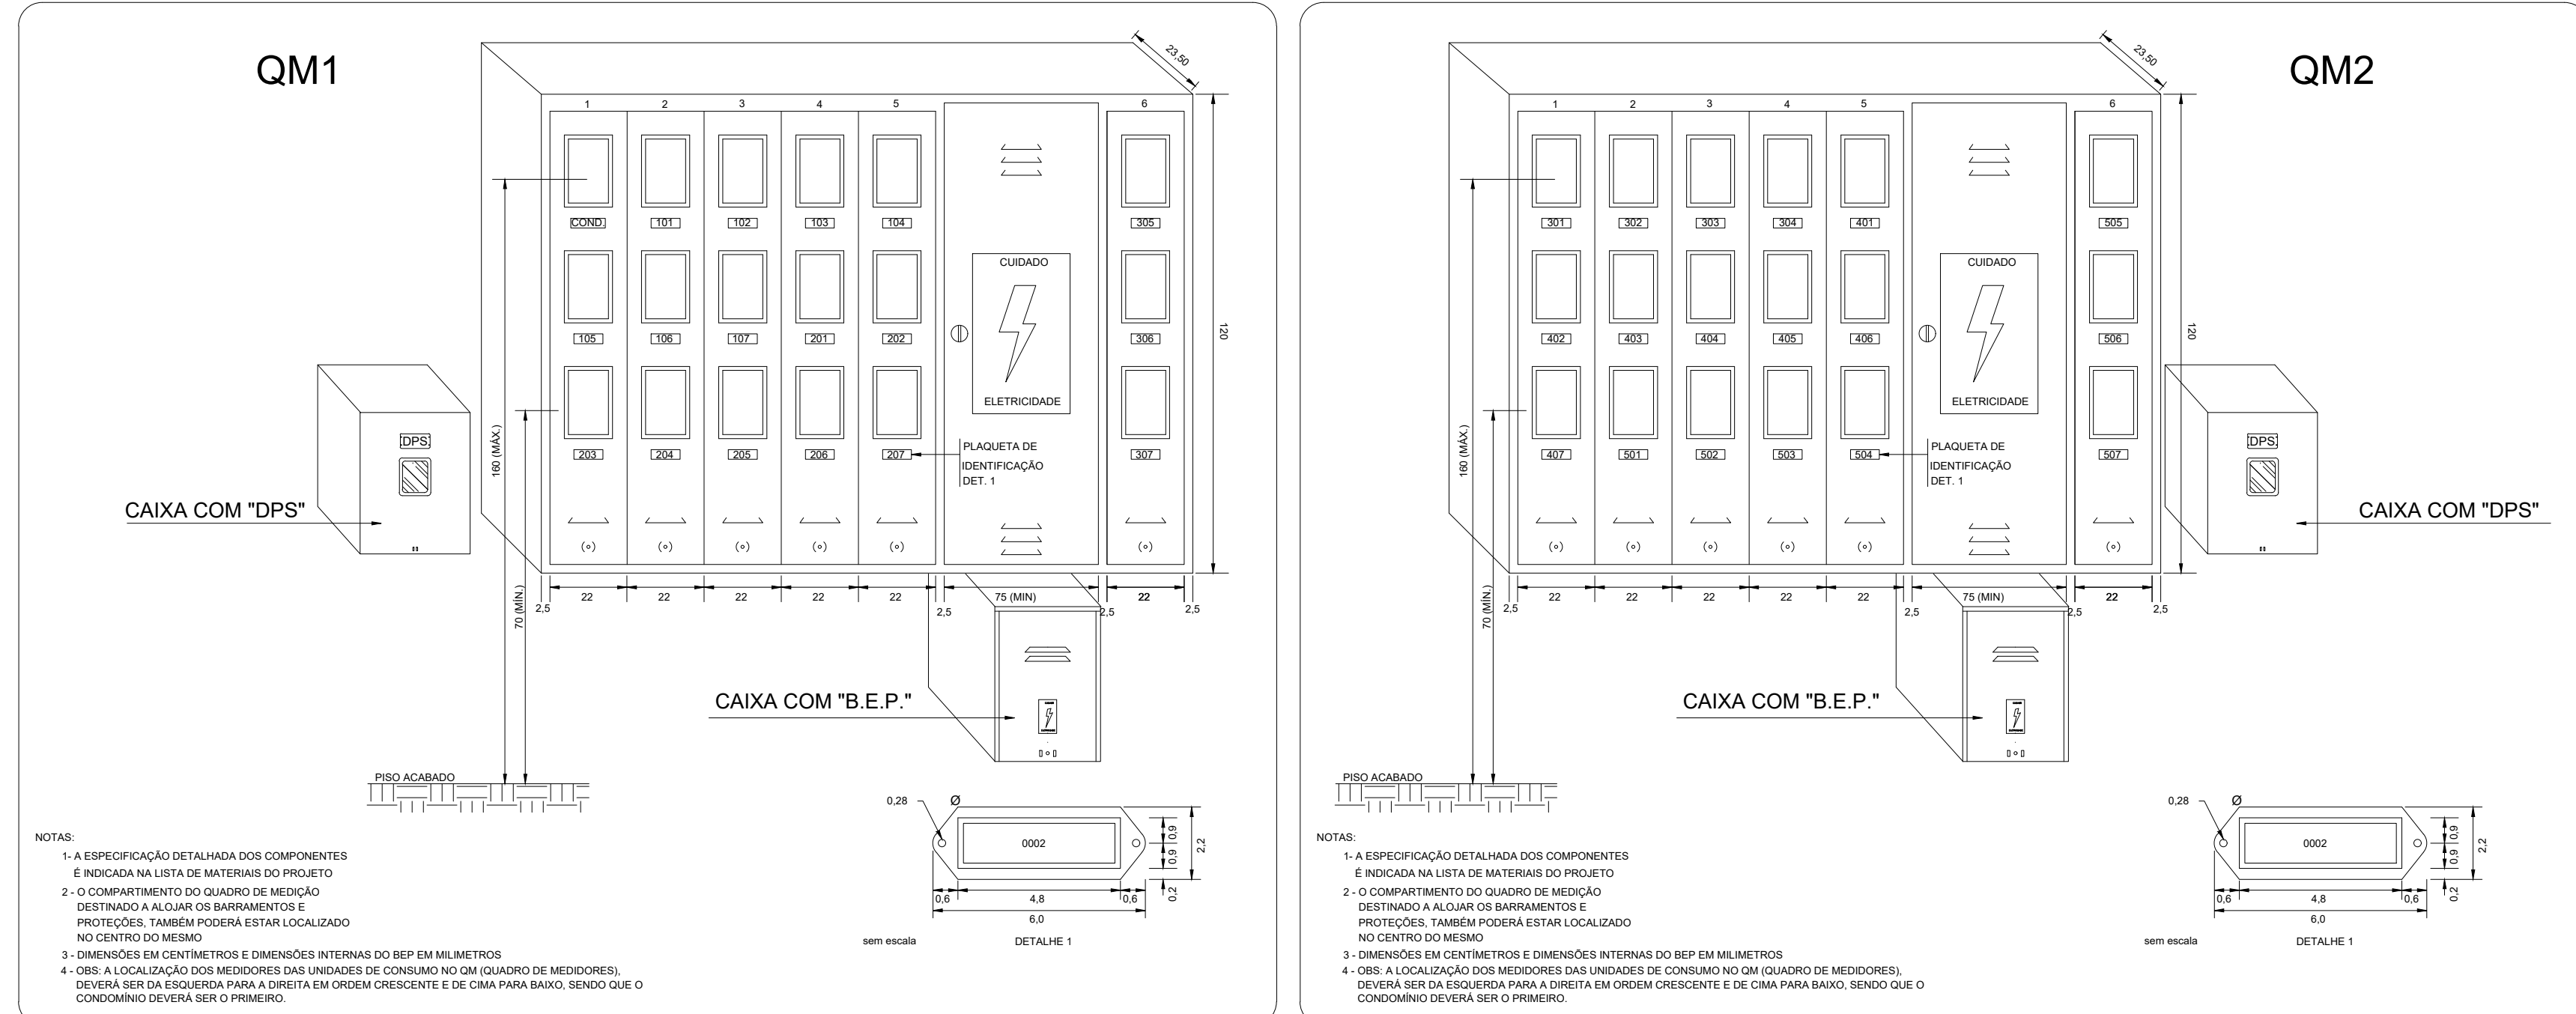 QM1
23,50
1 2 3 4 5 6
COND. 101 102 103 104 305
CUIDADO
105 106 107 201 202 306
120
ELETRICIDADE
DPS
203 204 205 206 207 307
PLAQUETA DE
IDENTIFICAÇÃO
DET. 1
160 (MÁX.)
70 (MÍN.)
CAIXA COM "DPS"
22 22 22 22 22 75 (MIN) 22
2,5 2,5 2,5 2,5
CAIXA COM "B.E.P."
PISO ACABADO
0,28 Ø
0002
0,9
0,9
2,2
0,2
0,6 4,8 0,6
6,0
sem escala DETALHE 1
NOTAS:
1- A ESPECIFICAÇÃO DETALHADA DOS COMPONENTES
É INDICADA NA LISTA DE MATERIAIS DO PROJETO
2 - O COMPARTIMENTO DO QUADRO DE MEDIÇÃO
DESTINADO A ALOJAR OS BARRAMENTOS E
PROTEÇÕES, TAMBÉM PODERÁ ESTAR LOCALIZADO
NO CENTRO DO MESMO
3 - DIMENSÕES EM CENTÍMETROS E DIMENSÕES INTERNAS DO BEP EM MILIMETROS
4 - OBS: A LOCALIZAÇÃO DOS MEDIDORES DAS UNIDADES DE CONSUMO NO QM (QUADRO DE MEDIDORES),
DEVERÁ SER DA ESQUERDA PARA A DIREITA EM ORDEM CRESCENTE E DE CIMA PARA BAIXO, SENDO QUE O
CONDOMÍNIO DEVERÁ SER O PRIMEIRO.
QM2
23,50
1 2 3 4 5 6
301 302 303 304 401 505
CUIDADO
402 403 404 405 406 506
120
ELETRICIDADE
DPS
407 501 502 503 504 507
PLAQUETA DE
IDENTIFICAÇÃO
DET. 1
160 (MÁX.)
70 (MÍN.)
CAIXA COM "DPS"
22 22 22 22 22 75 (MIN) 22
2,5 2,5 2,5 2,5
CAIXA COM "B.E.P."
PISO ACABADO
0,28 Ø
0002
0,9
0,9
2,2
0,2
0,6 4,8 0,6
6,0
sem escala DETALHE 1
NOTAS:
1- A ESPECIFICAÇÃO DETALHADA DOS COMPONENTES
É INDICADA NA LISTA DE MATERIAIS DO PROJETO
2 - O COMPARTIMENTO DO QUADRO DE MEDIÇÃO
DESTINADO A ALOJAR OS BARRAMENTOS E
PROTEÇÕES, TAMBÉM PODERÁ ESTAR LOCALIZADO
NO CENTRO DO MESMO
3 - DIMENSÕES EM CENTÍMETROS E DIMENSÕES INTERNAS DO BEP EM MILIMETROS
4 - OBS: A LOCALIZAÇÃO DOS MEDIDORES DAS UNIDADES DE CONSUMO NO QM (QUADRO DE MEDIDORES),
DEVERÁ SER DA ESQUERDA PARA A DIREITA EM ORDEM CRESCENTE E DE CIMA PARA BAIXO, SENDO QUE O
CONDOMÍNIO DEVERÁ SER O PRIMEIRO.